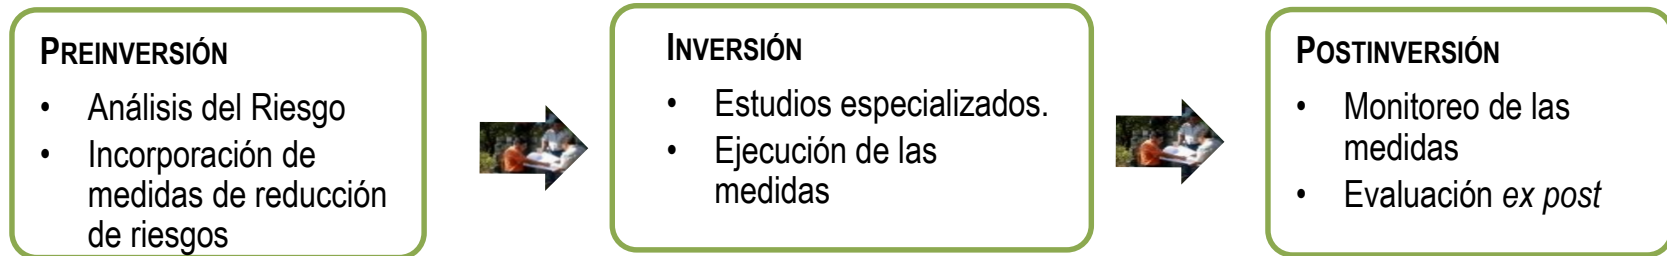 PREINVERSIÓN
• Análisis del Riesgo
• Incorporación de
medidas de reducción
de riesgos
INVERSIÓN
• Estudios especializados.
• Ejecución de las
medidas
POSTINVERSIÓN
• Monitoreo de las
medidas
• Evaluación ex post